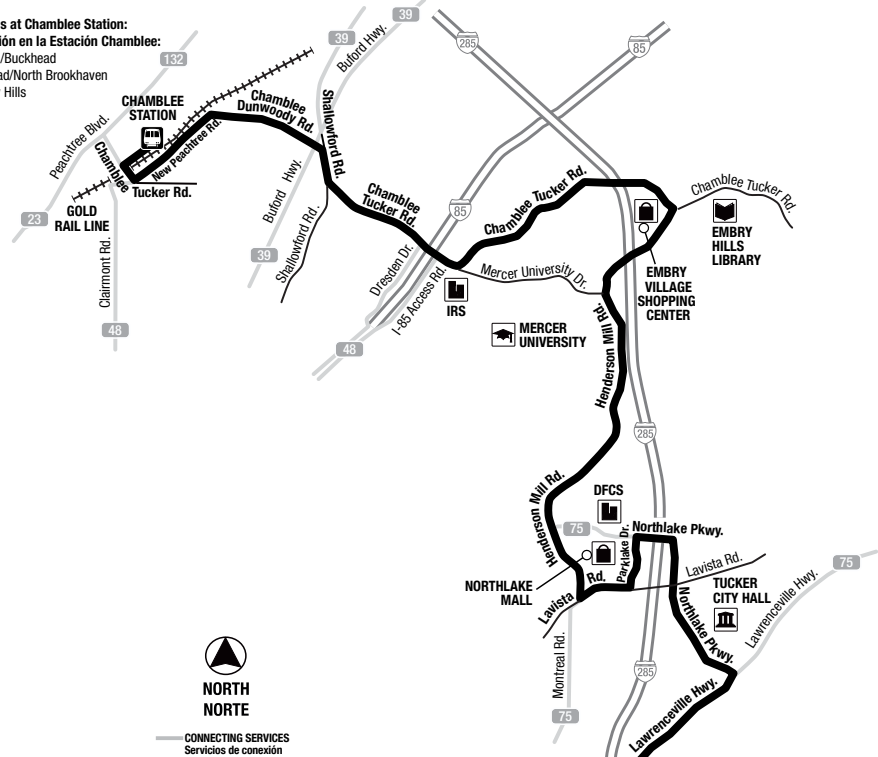 s at Chamblee Station:
ión en la Estación Chamblee:
/Buckhead
ad/North Brookhaven
Hills
39
39
Buford Hwy.
285
85
132
CHAMBLEE
STATION
Chamblee
Dunwoody Rd.
Shallowford Rd.
Peachtree Blvd.
New Peachtree Rd.
Chamblee
Tucker Rd.
23
GOLD
RAIL LINE
Clairmont Rd.
48
Buford Hwy.
39
Shallowford Rd.
Chamblee
Tucker Rd.
85
Dresden Dr.
I-85 Access Rd.
48
Chamblee Tucker Rd.
Chamblee Tucker Rd.
EMBRY
HILLS
LIBRARY
EMBRY
VILLAGE
SHOPPING
CENTER
Mercer University Dr.
IRS
MERCER
UNIVERSITY
Henderson Mill Rd.
285
Henderson Mill Rd.
DFCS
75
Northlake Pkwy.
Parklake Dr.
NORTHLAKE
MALL
Lavista Rd.
Lavista Rd.
TUCKER
CITY HALL
75
Lawrenceville Hwy.
Northlake Pkwy.
Montreal Rd.
75
285
Lawrenceville Hwy.
NORTH
NORTE
CONNECTING SERVICES
Servicios de conexión